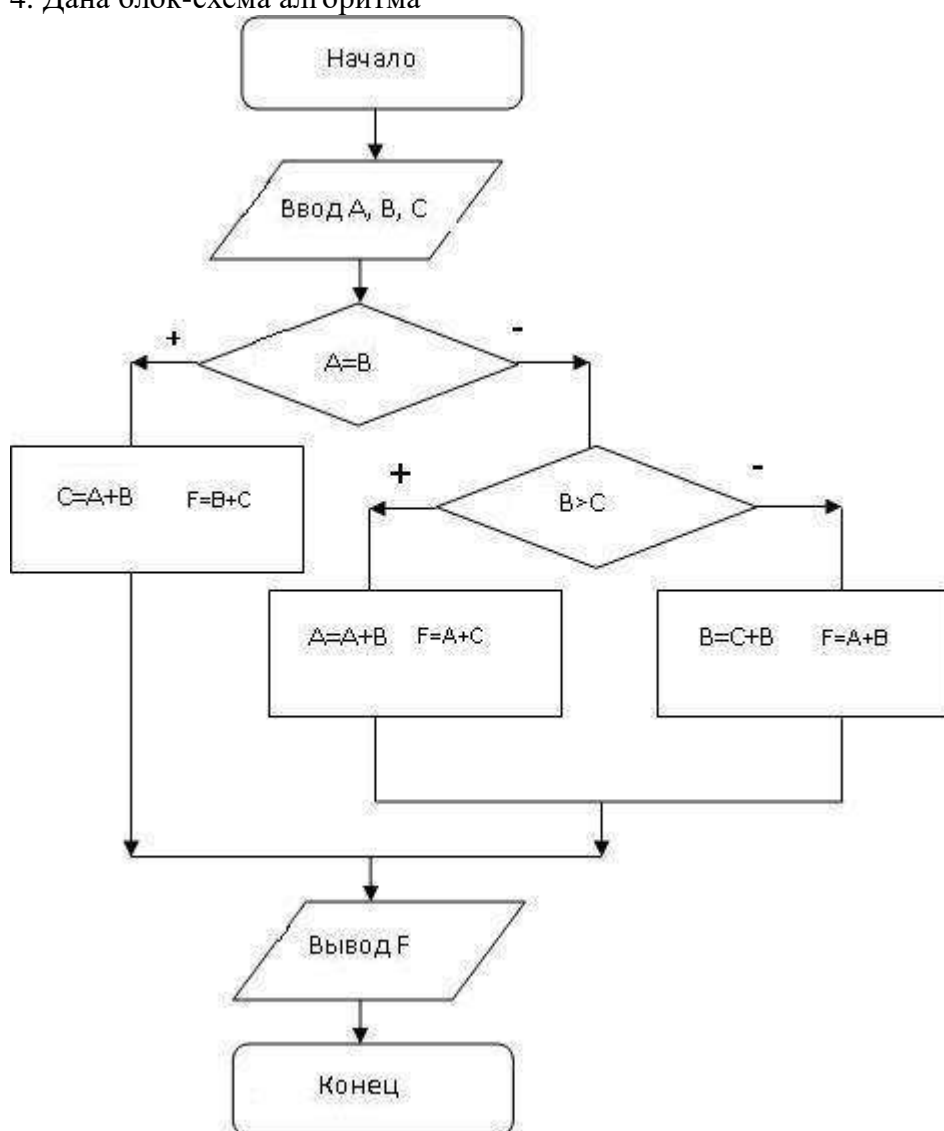 4. Дана блок-схема алгоритма
Начало
Ввод A, B, C
+
-
A=B
+
-
C=A+B F=B+C
B>C
A=A+B F=A+C
B=C+B F=A+B
Вывод F
Конец